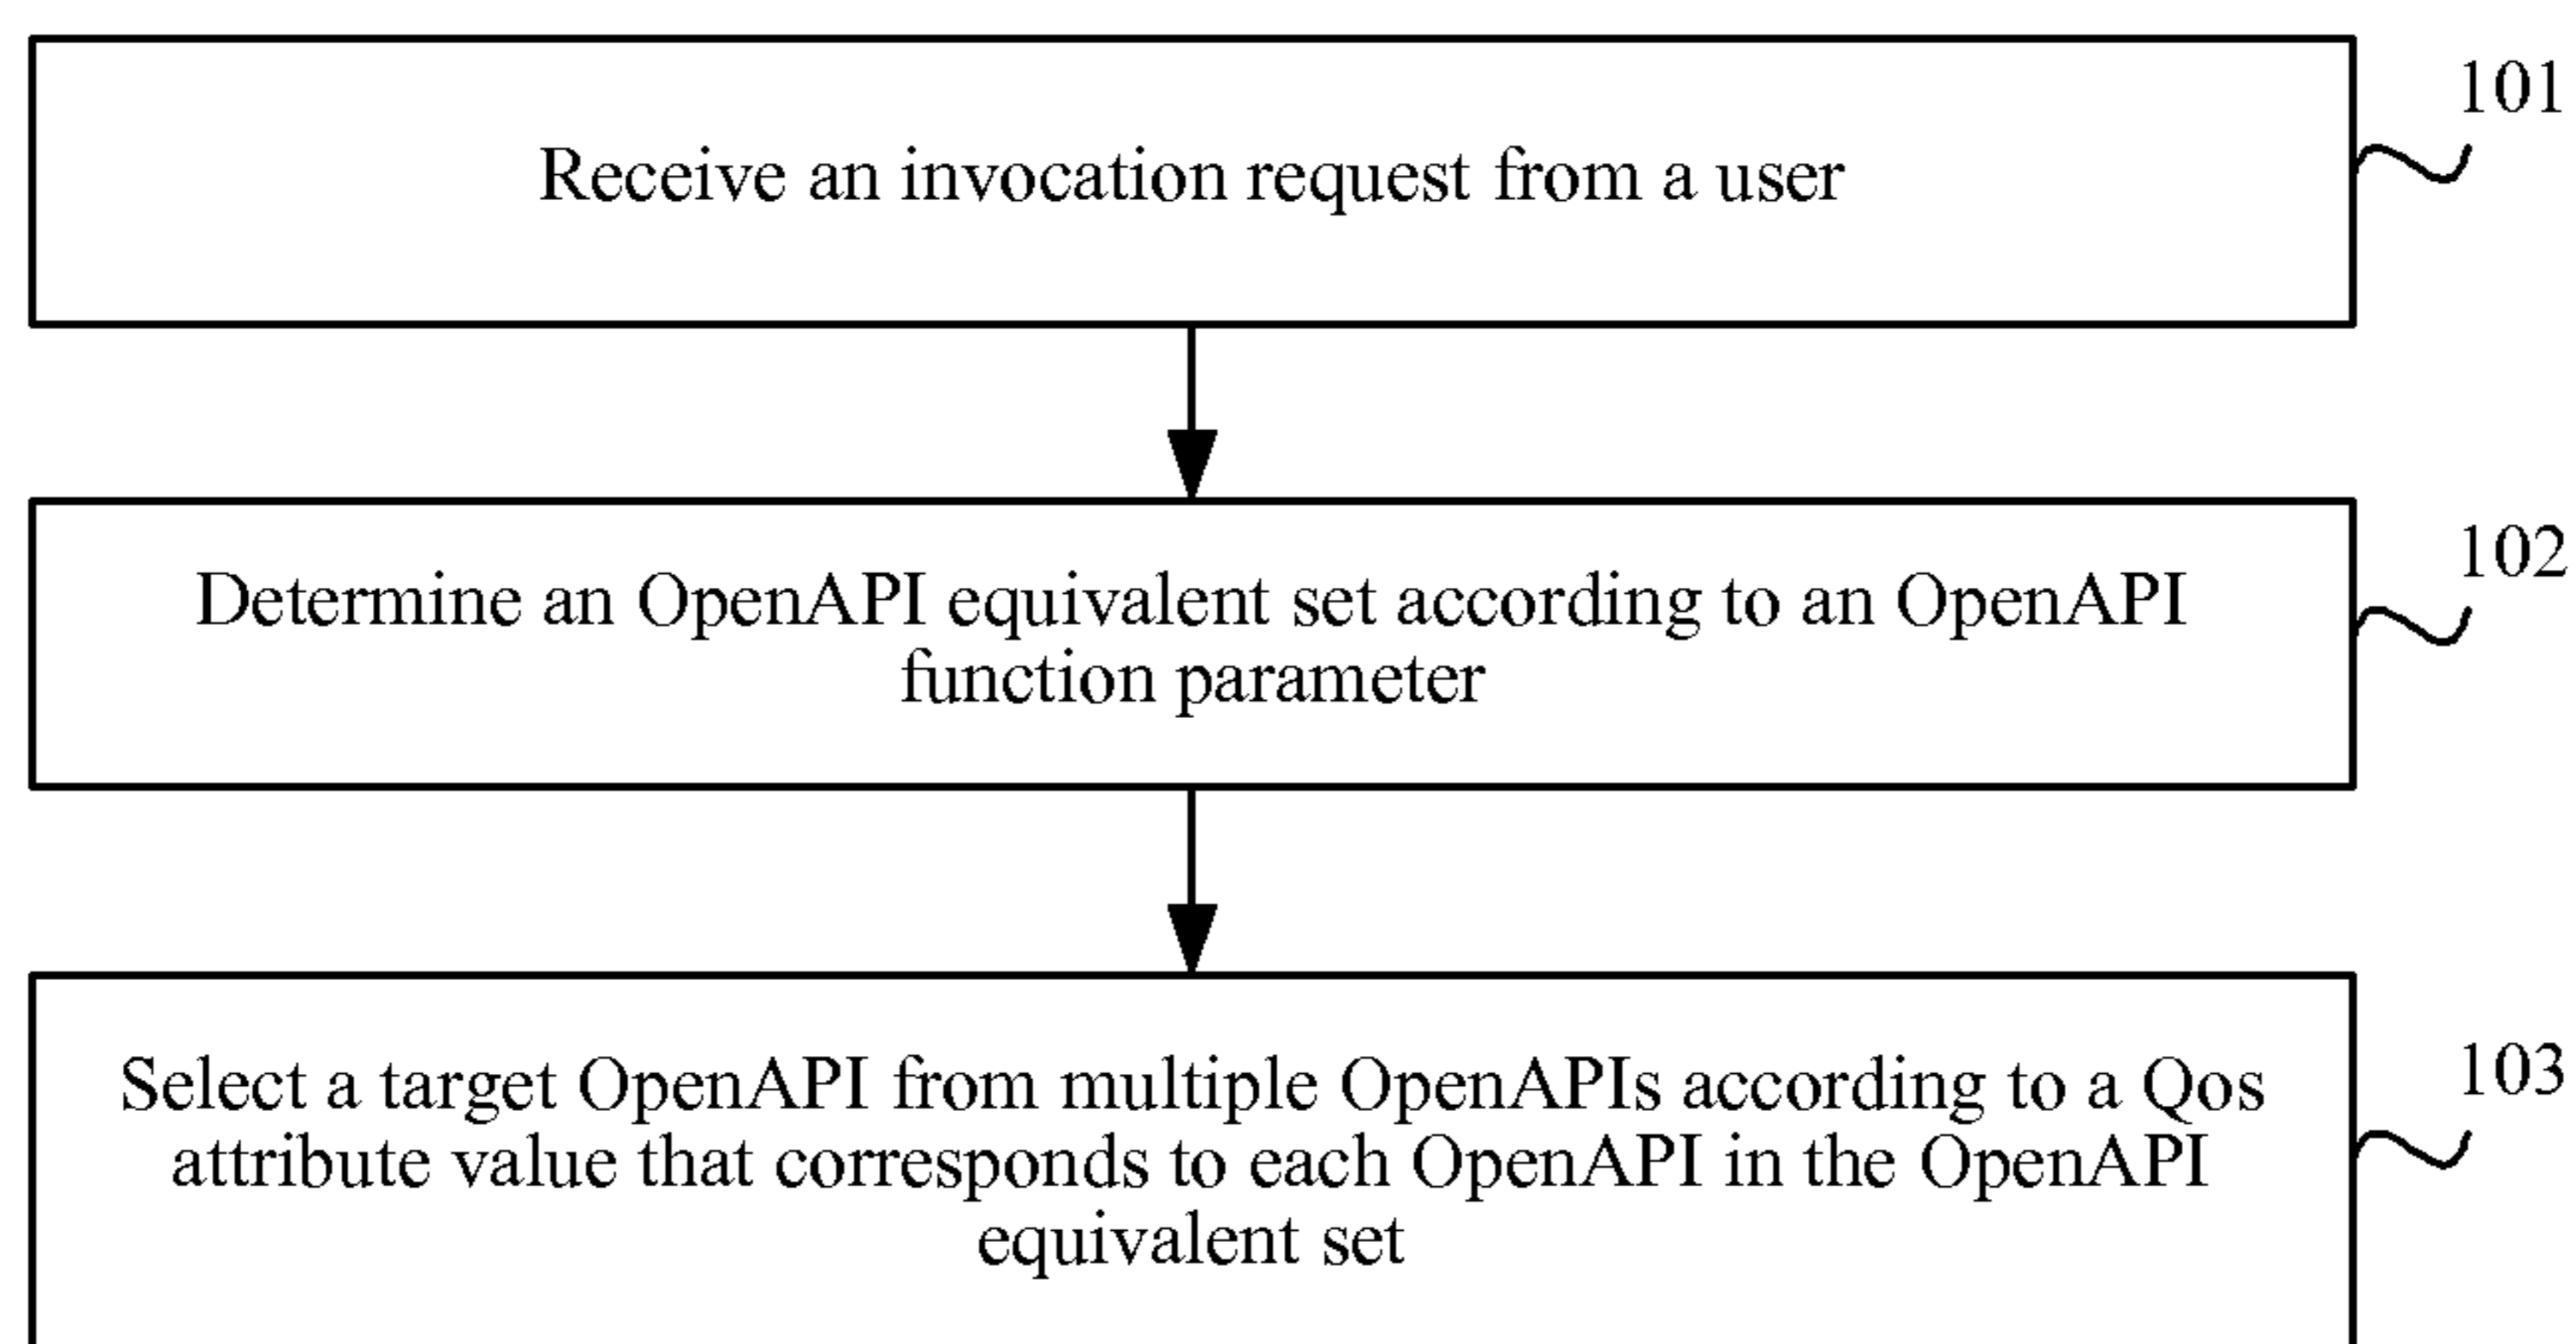 101
Receive an invocation request from a user
102
Determine an OpenAPI equivalent set according to an OpenAPI
function parameter
103
Select a target OpenAPI from multiple OpenAPIs according to a Qos
attribute value that corresponds to each OpenAPI in the OpenAPI
equivalent set